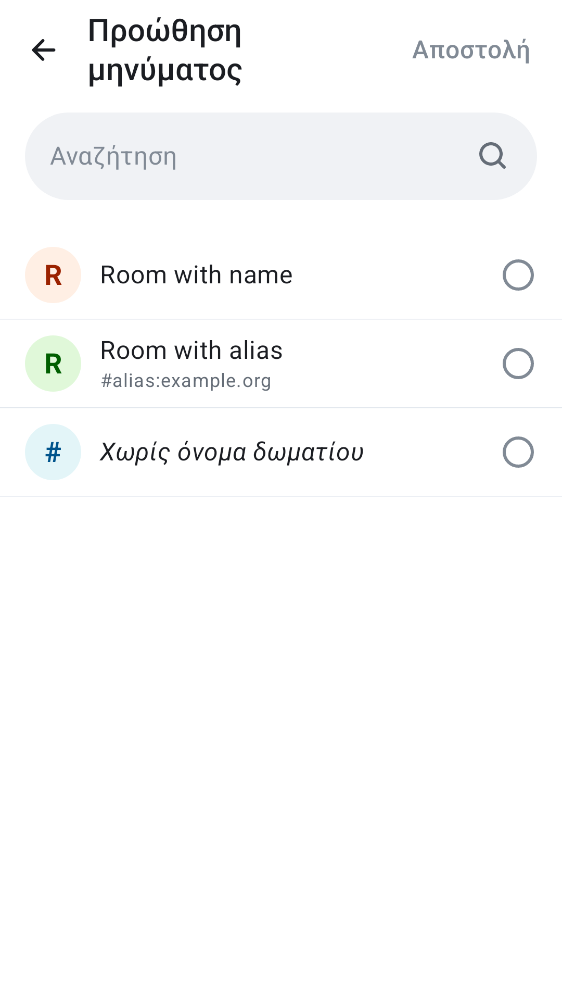 Προώθηση
μηνύματος
Αποστολή
Αναζήτηση
R
Room with name
R
Room with alias
#alias:example.org
#
Χωρίς όνομα δωματίου